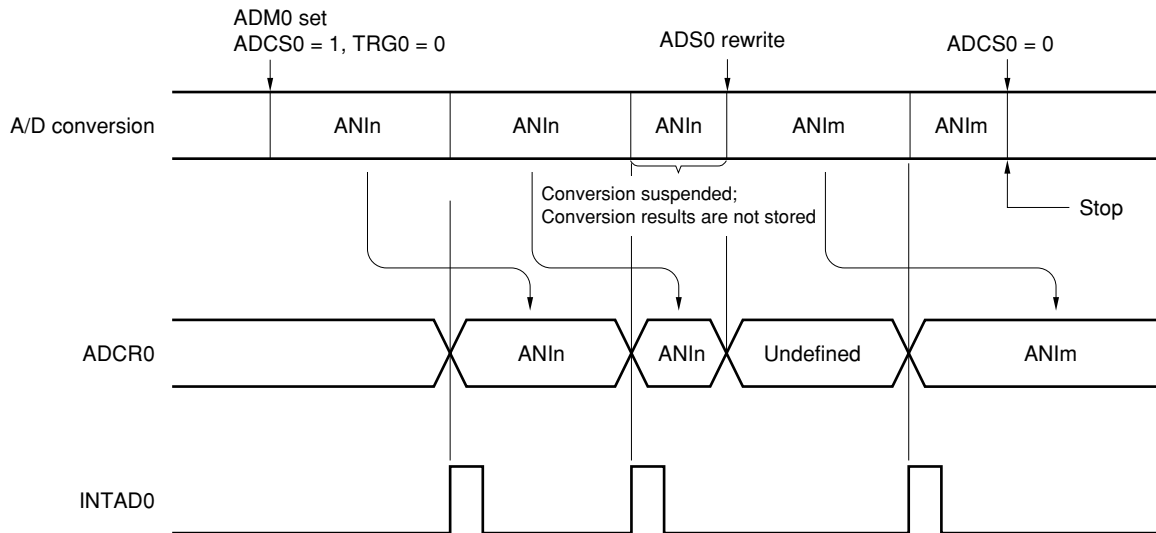 ADM0 set
ADCS0 = 1, TRG0 = 0
ADS0 rewrite
ADCS0 = 0
A/D conversion
ANIn
ANIn
ANIn
ANIm
ANIm
Conversion suspended;
Conversion results are not stored
Stop
ADCR0
ANIn
ANIn
Undefined
ANIm
INTAD0